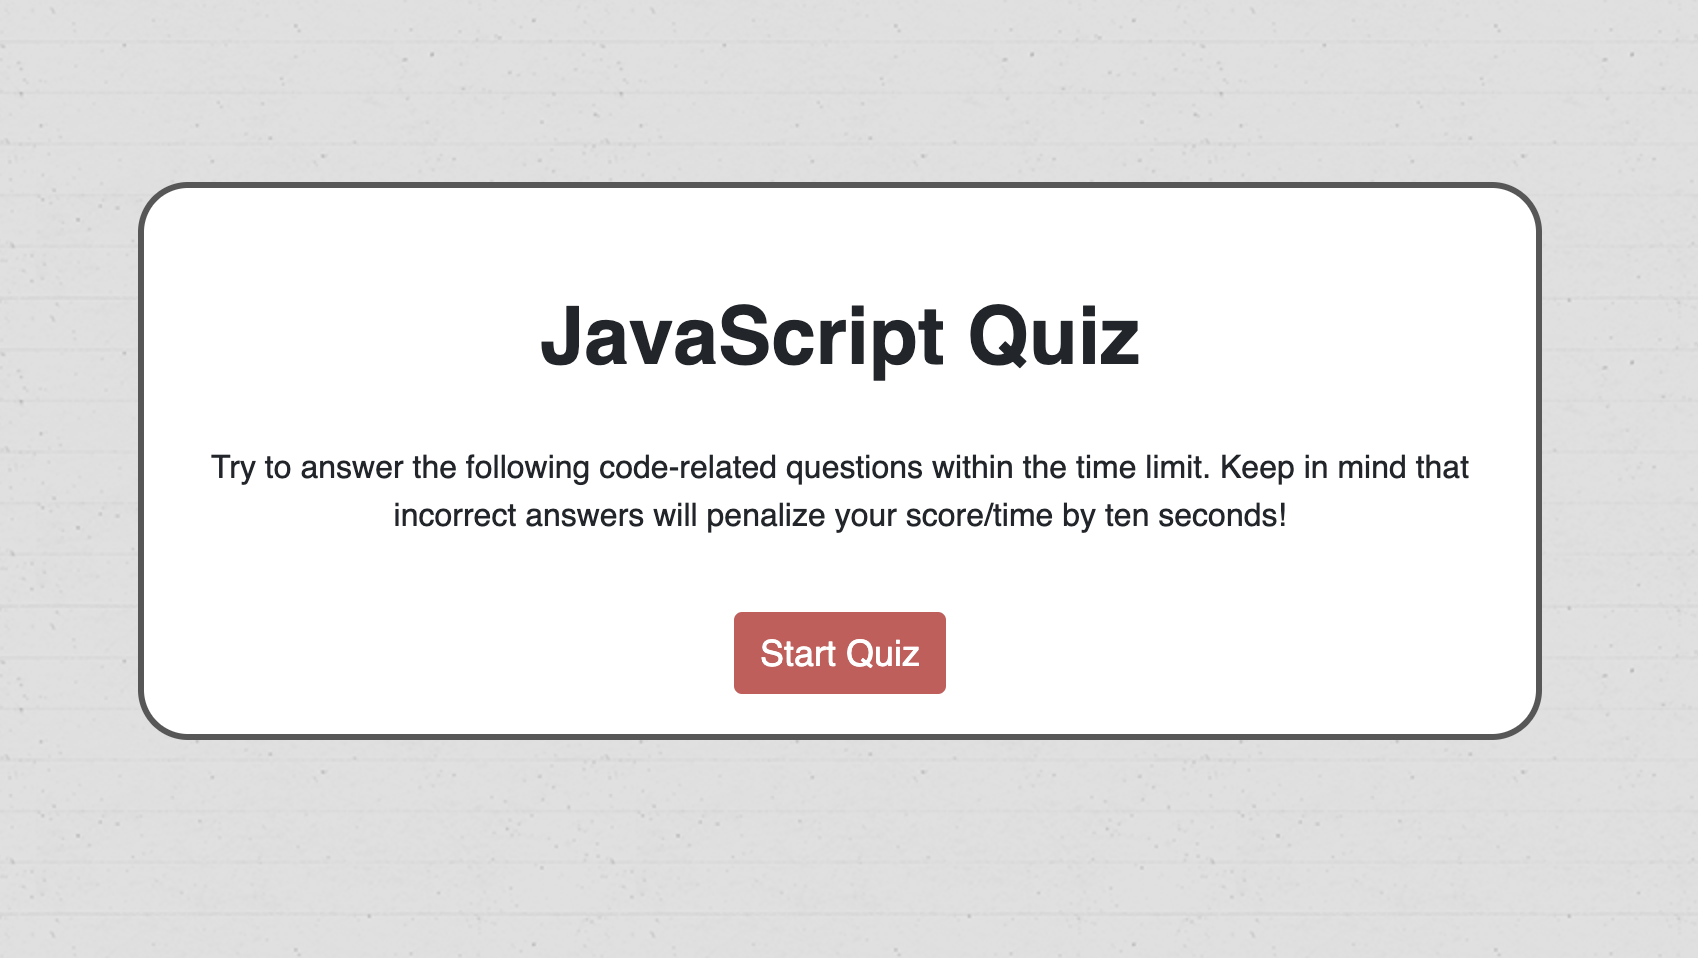 JavaScript Quiz
Try to answer the following code-related questions within the time limit. Keep in mind that
incorrect answers will penalize your score/time by ten seconds!
Start Quiz